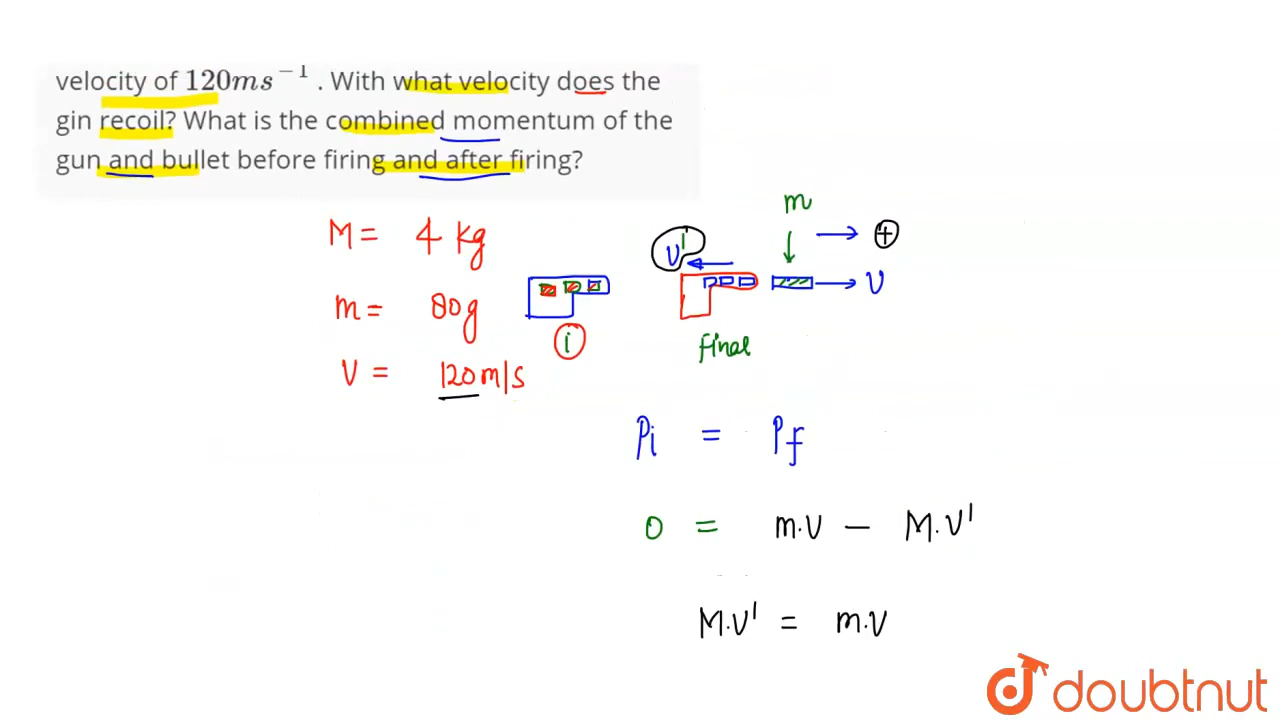 velocity of 120ms⁻¹ . With what velocity does the
gin recoil? What is the combined momentum of the
gun and bullet before firing and after firing?
m
M = 4 kg
V' → +
V
m = 80g
i
final
V = 120 m/s
Pi = Pf
0 = m.V − M.V'
M.V' = m.V
doubtnut